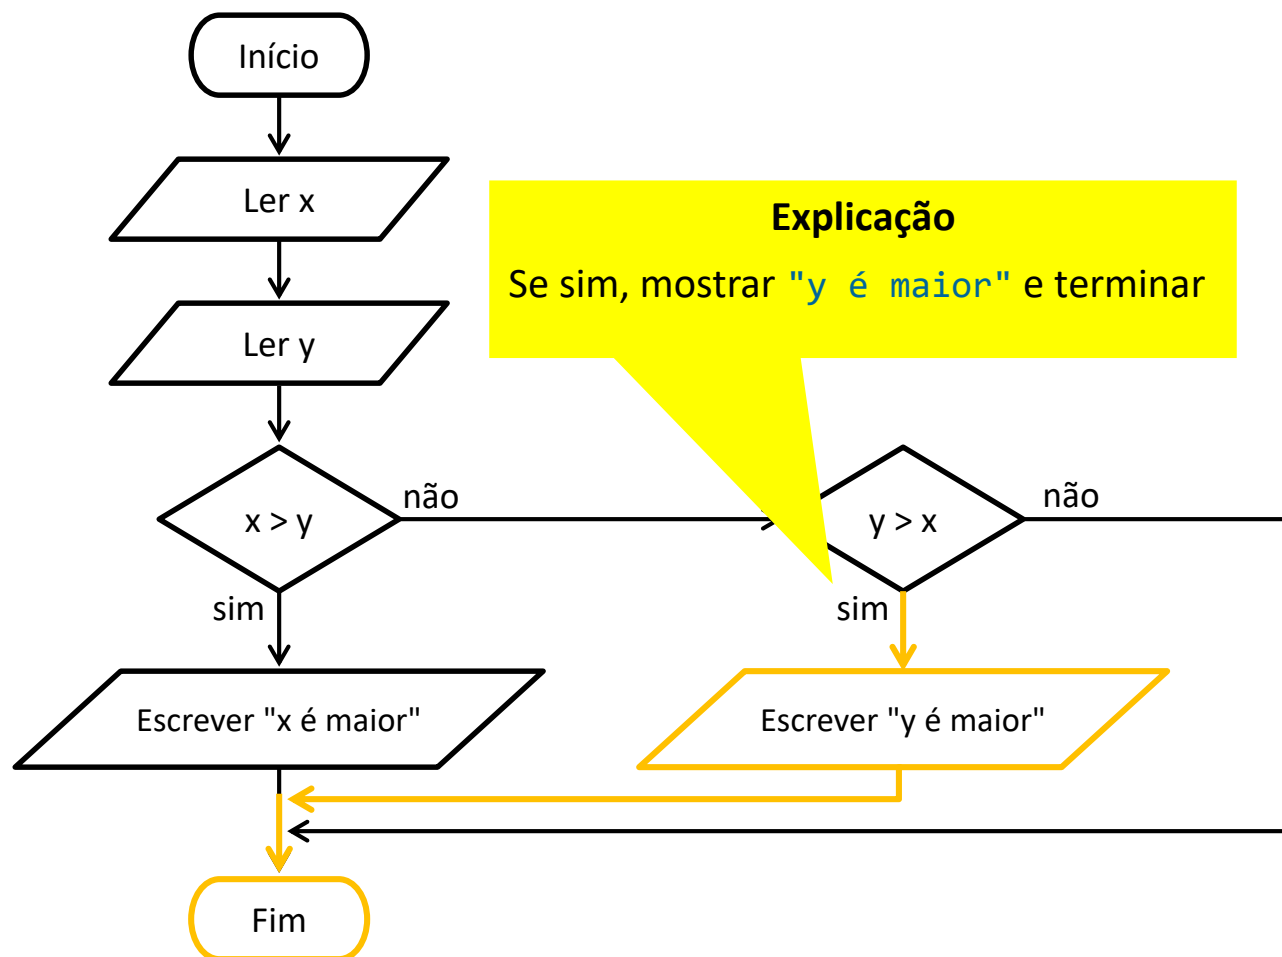 Início
Ler x
Explicação
Se sim, mostrar "y é maior" e terminar
Ler y
x > y
não
y > x
não
sim
sim
Escrever "x é maior"
Escrever "y é maior"
Fim